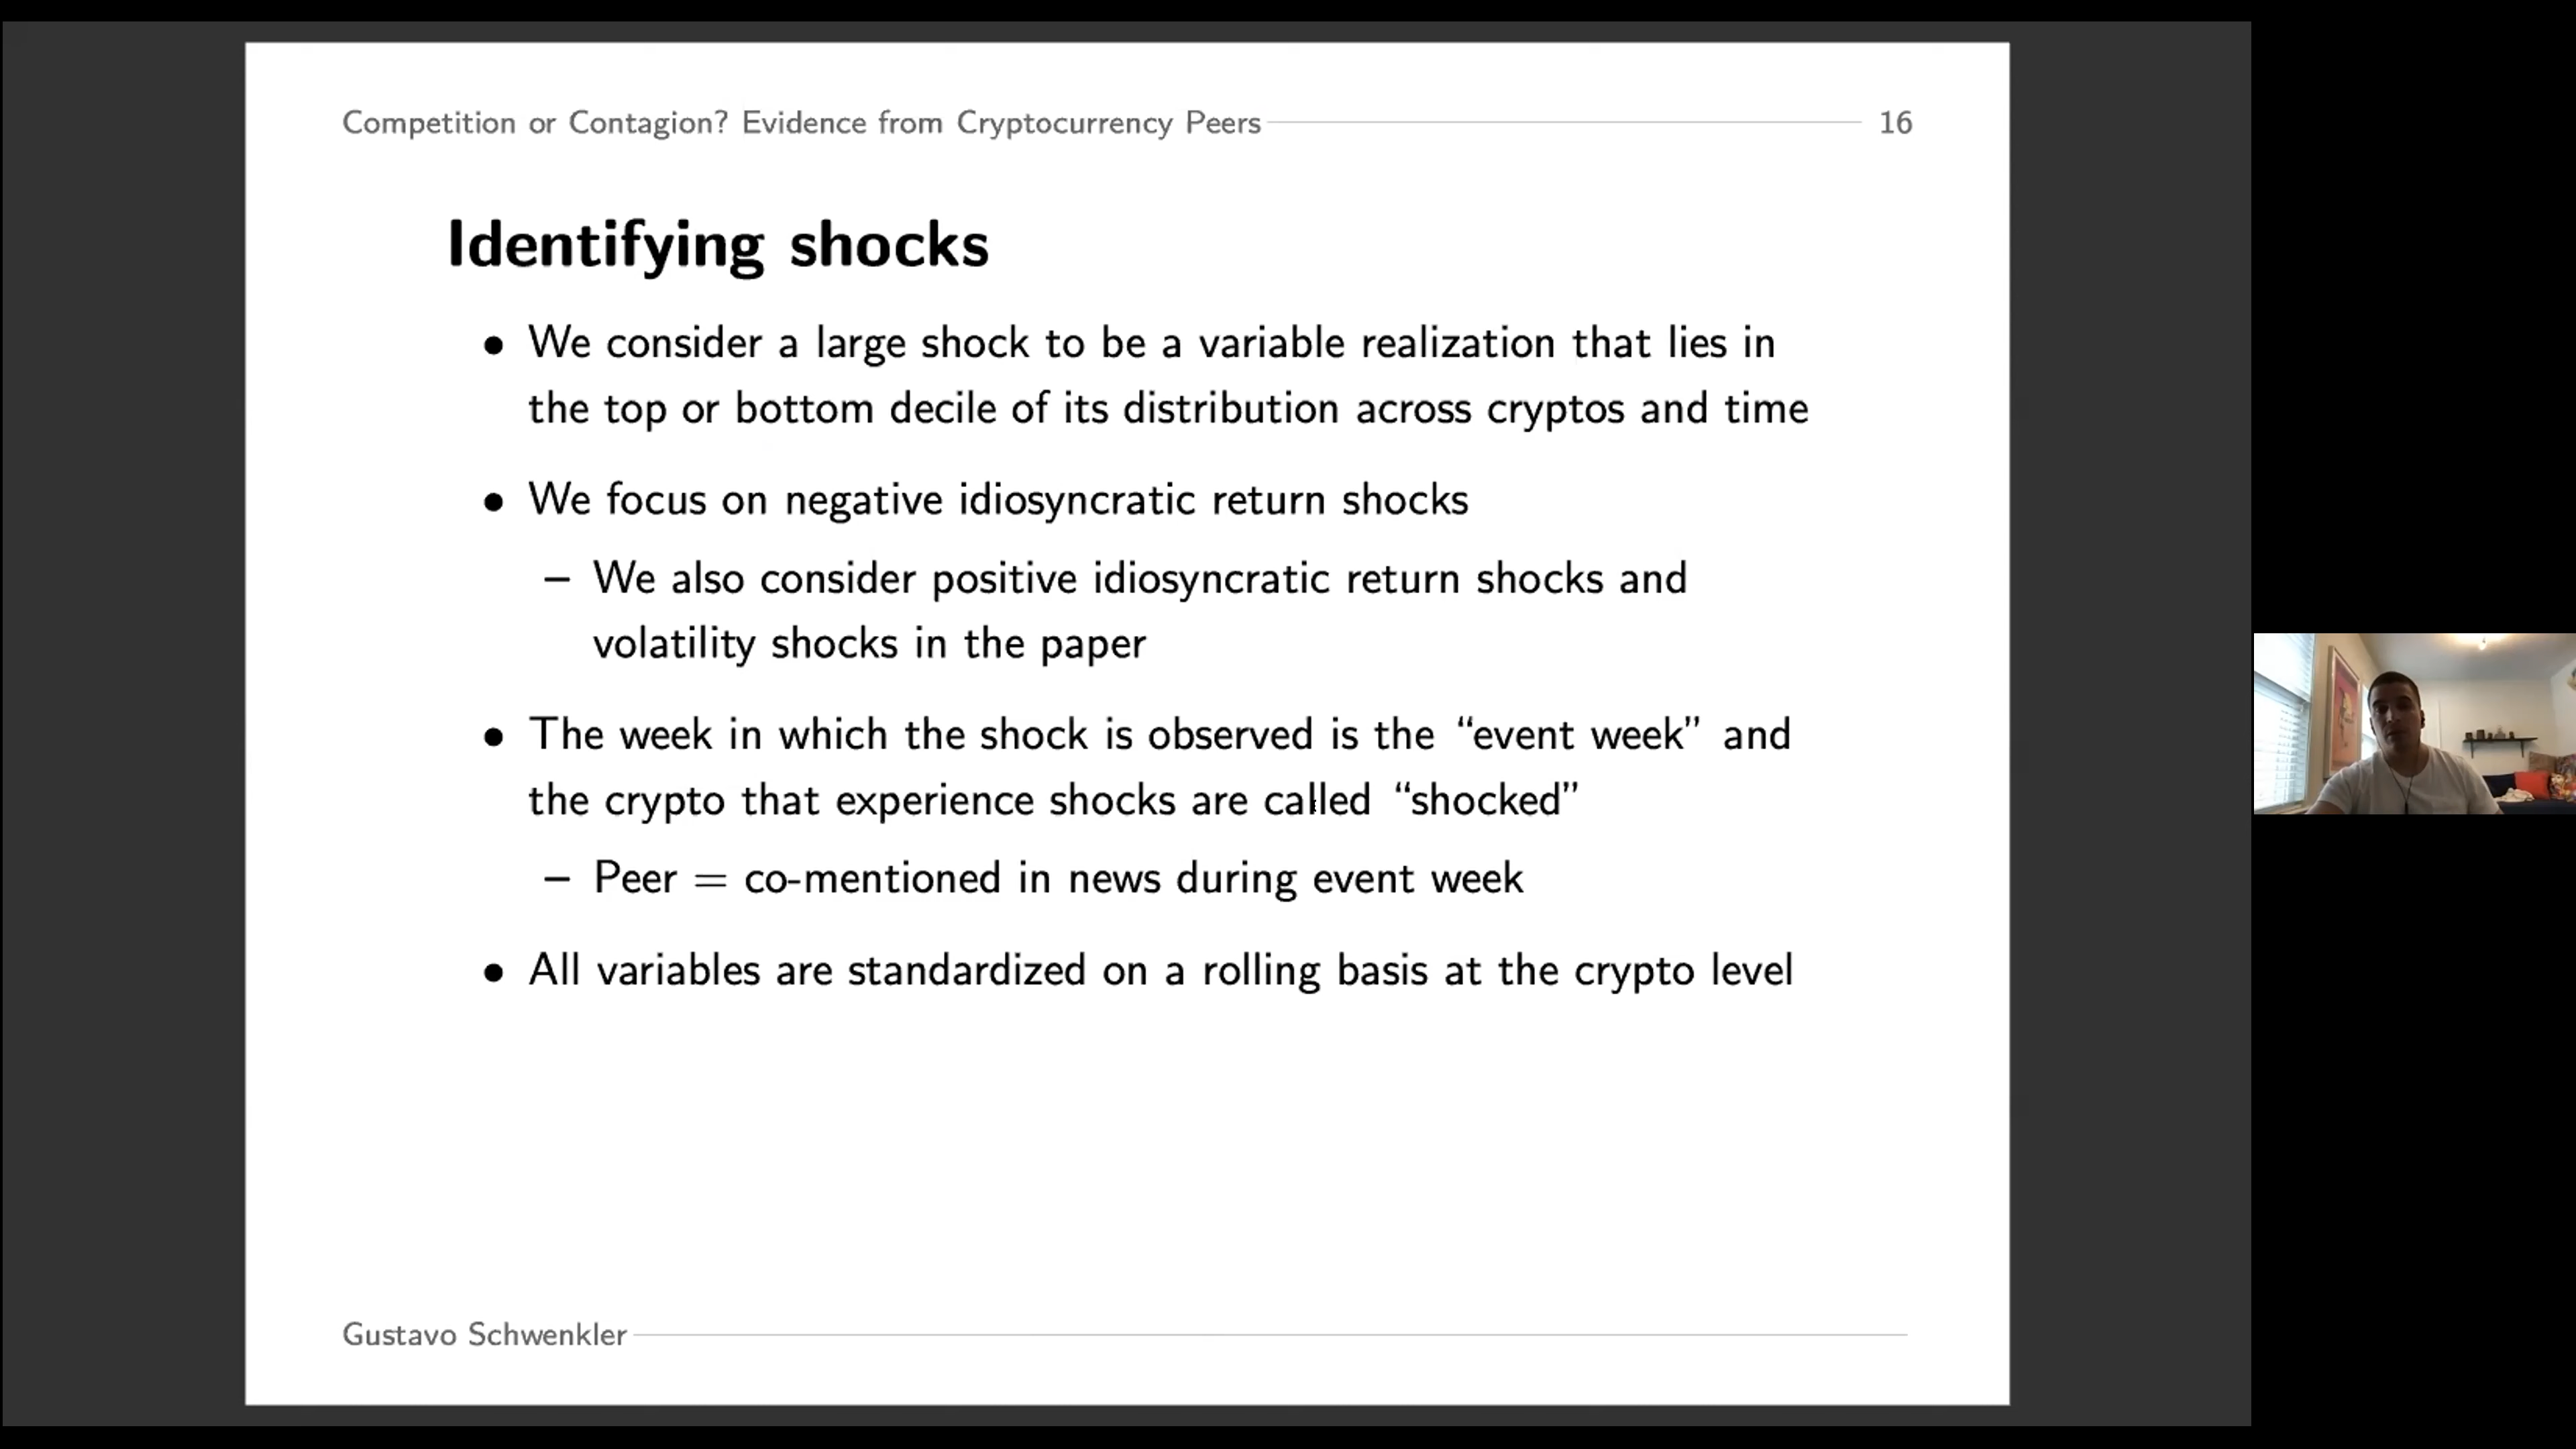 Competition or Contagion? Evidence from Cryptocurrency Peers 16
Identifying shocks
• We consider a large shock to be a variable realization that lies in
the top or bottom decile of its distribution across cryptos and time
• We focus on negative idiosyncratic return shocks
– We also consider positive idiosyncratic return shocks and
volatility shocks in the paper
• The week in which the shock is observed is the “event week” and
the crypto that experience shocks are called “shocked”
– Peer = co-mentioned in news during event week
• All variables are standardized on a rolling basis at the crypto level
Gustavo Schwenkler